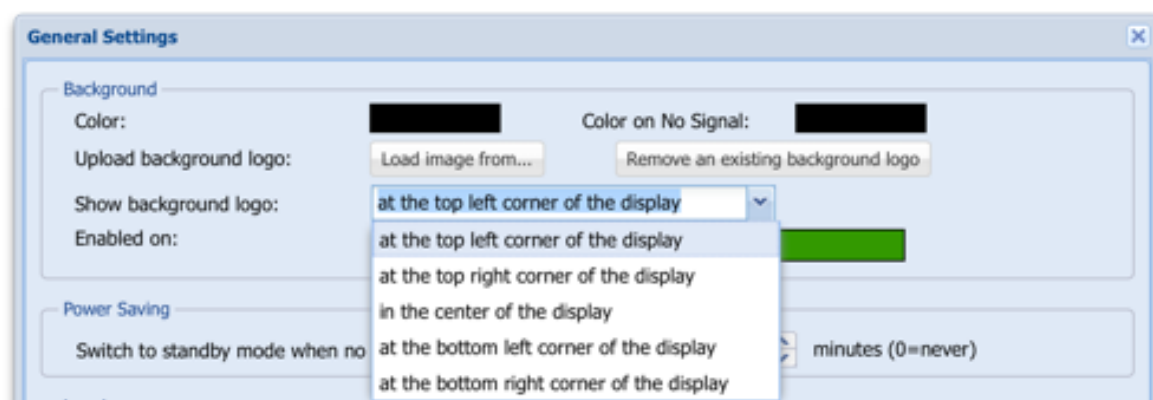 General Settings
Background
Color: Color on No Signal:
Upload background logo: Load image from... Remove an existing background logo
Show background logo: at the top left corner of the display
Enabled on: at the top left corner of the display
at the top right corner of the display
Power Saving in the center of the display
Switch to standby mode when no at the bottom left corner of the display minutes (0=never)
at the bottom right corner of the display